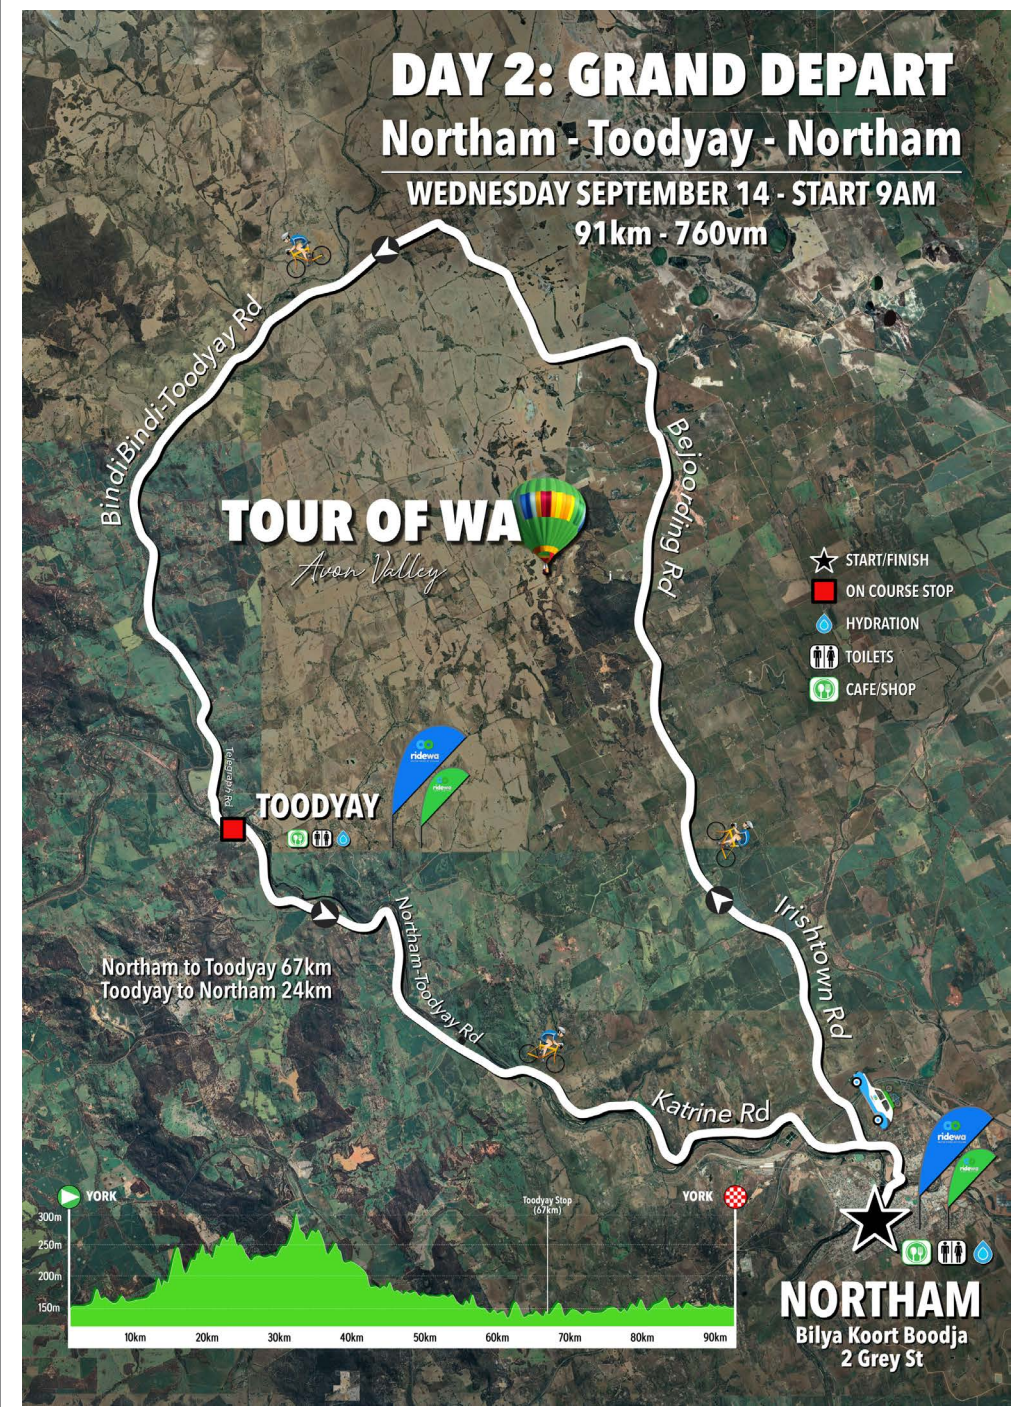 DAY 2: GRAND DEPART
Northam - Toodyay - Northam
WEDNESDAY SEPTEMBER 14 - START 9AM
91km - 760vm
BindiBindi-Toodyay Rd
Bejoording Rd
TOUR OF WA
Avon Valley
START/FINISH
ON COURSE STOP
HYDRATION
TOILETS
CAFE/SHOP
Telegraph Rd
ridewa
ridewa
TOODYAY
Irishtown Rd
Northam-Toodyay Rd
Northam to Toodyay 67km
Toodyay to Northam 24km
Katrine Rd
ridewa
ridewa
YORK
Toodyay Stop
(67km)
YORK
300m
250m
200m
150m
10km
20km
30km
40km
50km
60km
70km
80km
90km
NORTHAM
Bilya Koort Boodja
2 Grey St